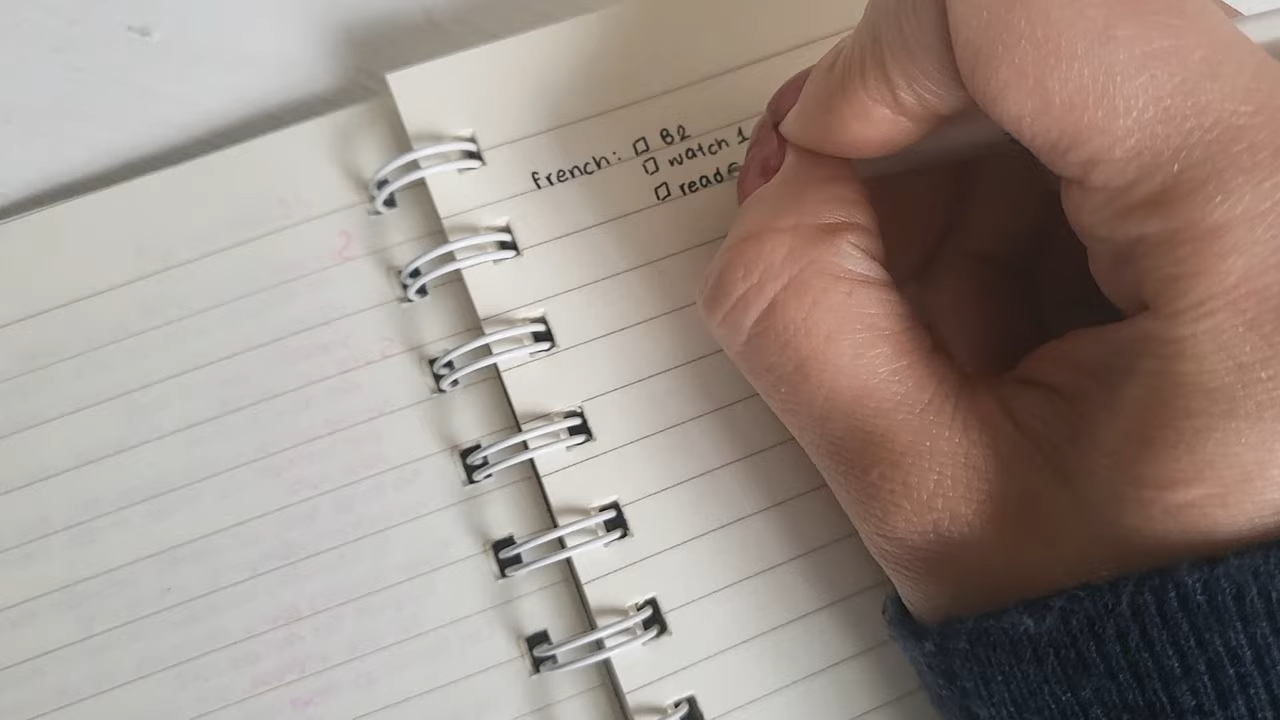 french: □ B2
□ watch 1
□ read